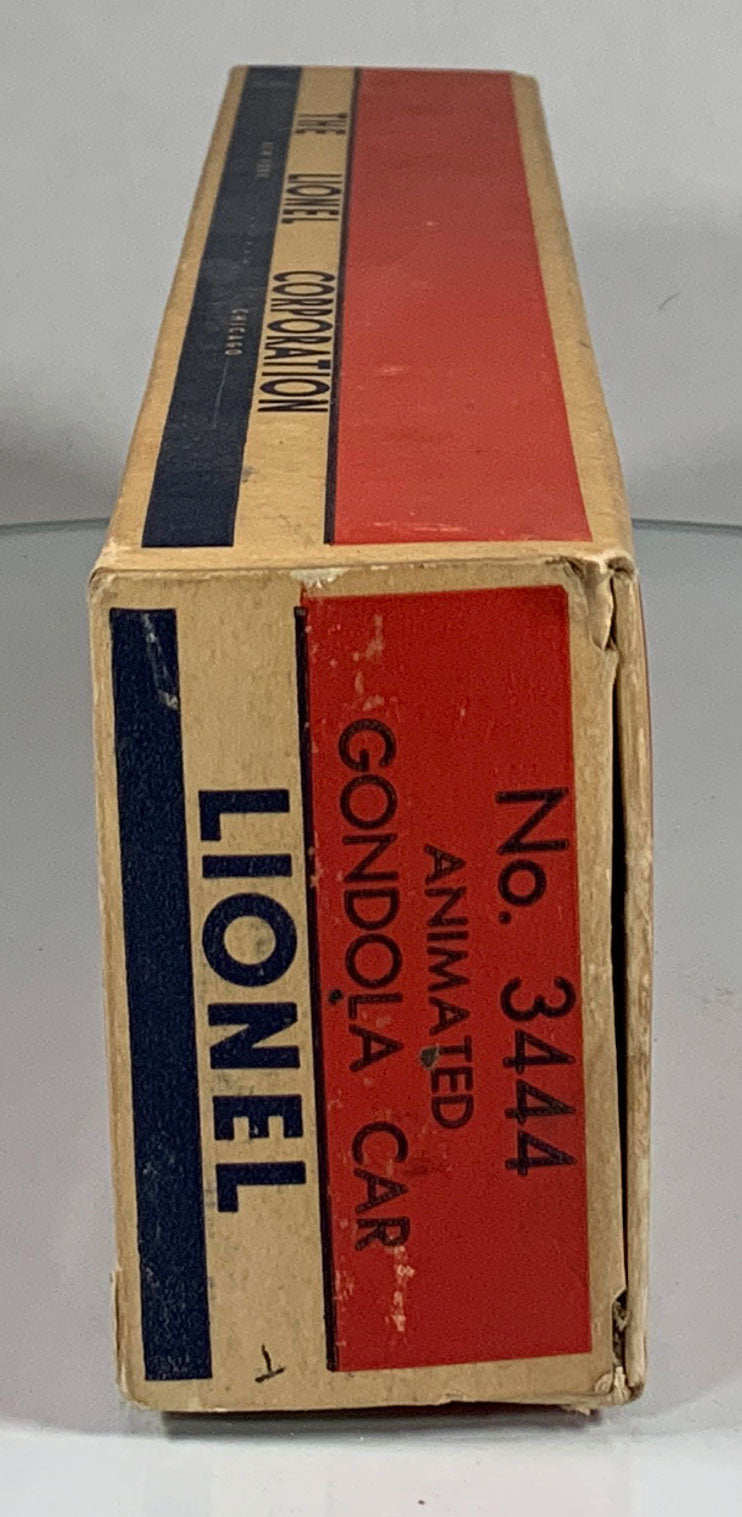 THE LIONEL CORPORATION
NEW YORK
CHICAGO
No. 3444
ANIMATED
GONDOLA CAR
LIONEL